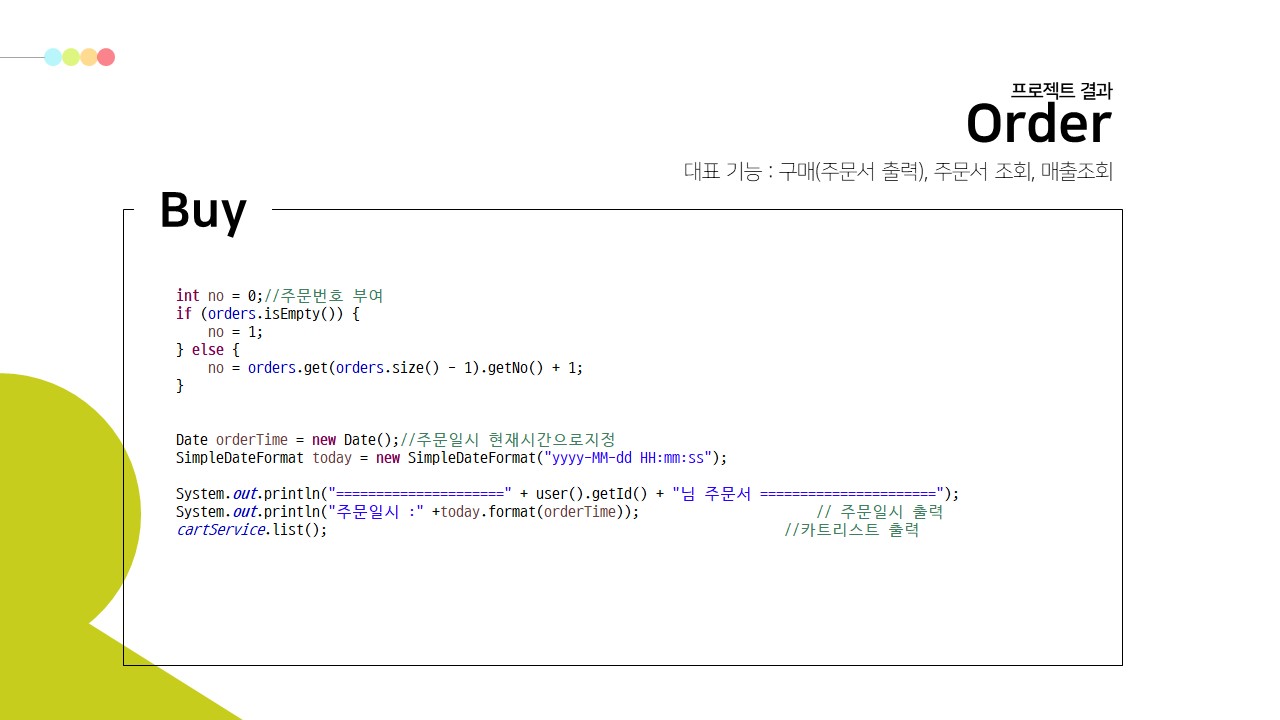 프로젝트 결과
Order
대표 기능 : 구매(주문서 출력), 주문서 조회, 매출조회
Buy
int no = 0;//주문번호 부여
if (orders.isEmpty()) {
    no = 1;
} else {
    no = orders.get(orders.size() - 1).getNo() + 1;
}
Date orderTime = new Date();//주문일시 현재시간으로지정
SimpleDateFormat today = new SimpleDateFormat("yyyy-MM-dd HH:mm:ss");
System.out.println("=====================" + user().getId() + "님 주문서 ======================");
System.out.println("주문일시 :" +today.format(orderTime)); // 주문일시 출력
cartService.list(); //카트리스트 출력